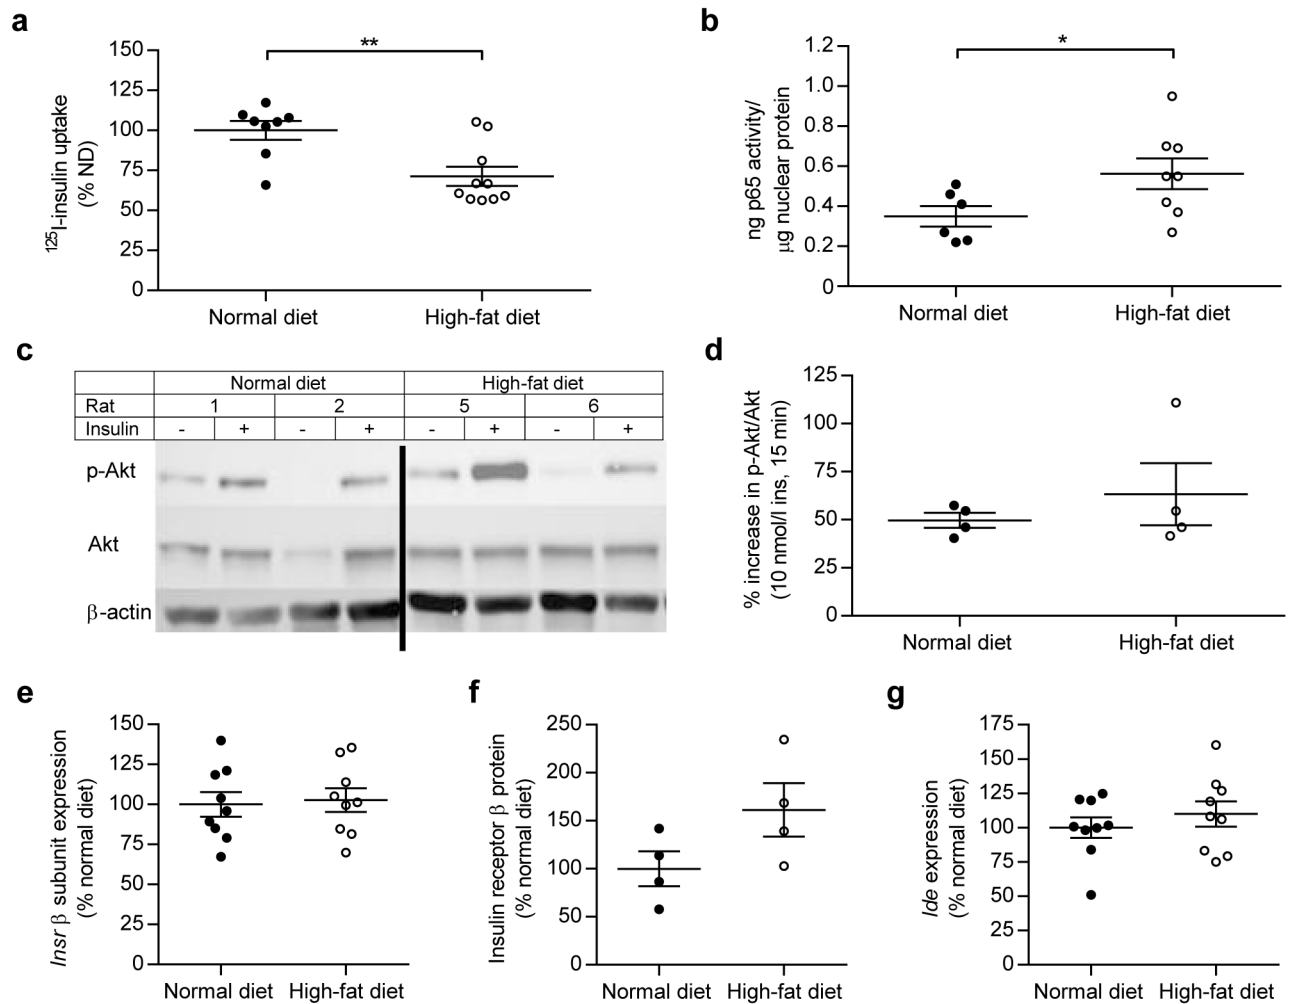 a
150
125
100
75
50
25
0
¹²⁵I-insulin uptake
(% ND)
**
Normal diet
High-fat diet
b
1.2
1.0
0.8
0.6
0.4
0.2
0
ng p65 activity/
μg nuclear protein
*
Normal diet
High-fat diet
c
Normal diet High-fat diet
Rat 1 2 5 6
Insulin - + - + - + - +
p-Akt
Akt
β-actin
d
125
100
75
50
25
0
% increase in p-Akt/Akt
(10 nmol/l ins, 15 min)
Normal diet
High-fat diet
e
150
125
100
75
50
25
0
Insr β subunit expression
(% normal diet)
Normal diet High-fat diet
f
250
200
150
100
50
0
Insulin receptor β protein
(% normal diet)
Normal diet High-fat diet
g
175
150
125
100
75
50
25
0
Ide expression
(% normal diet)
Normal diet High-fat diet